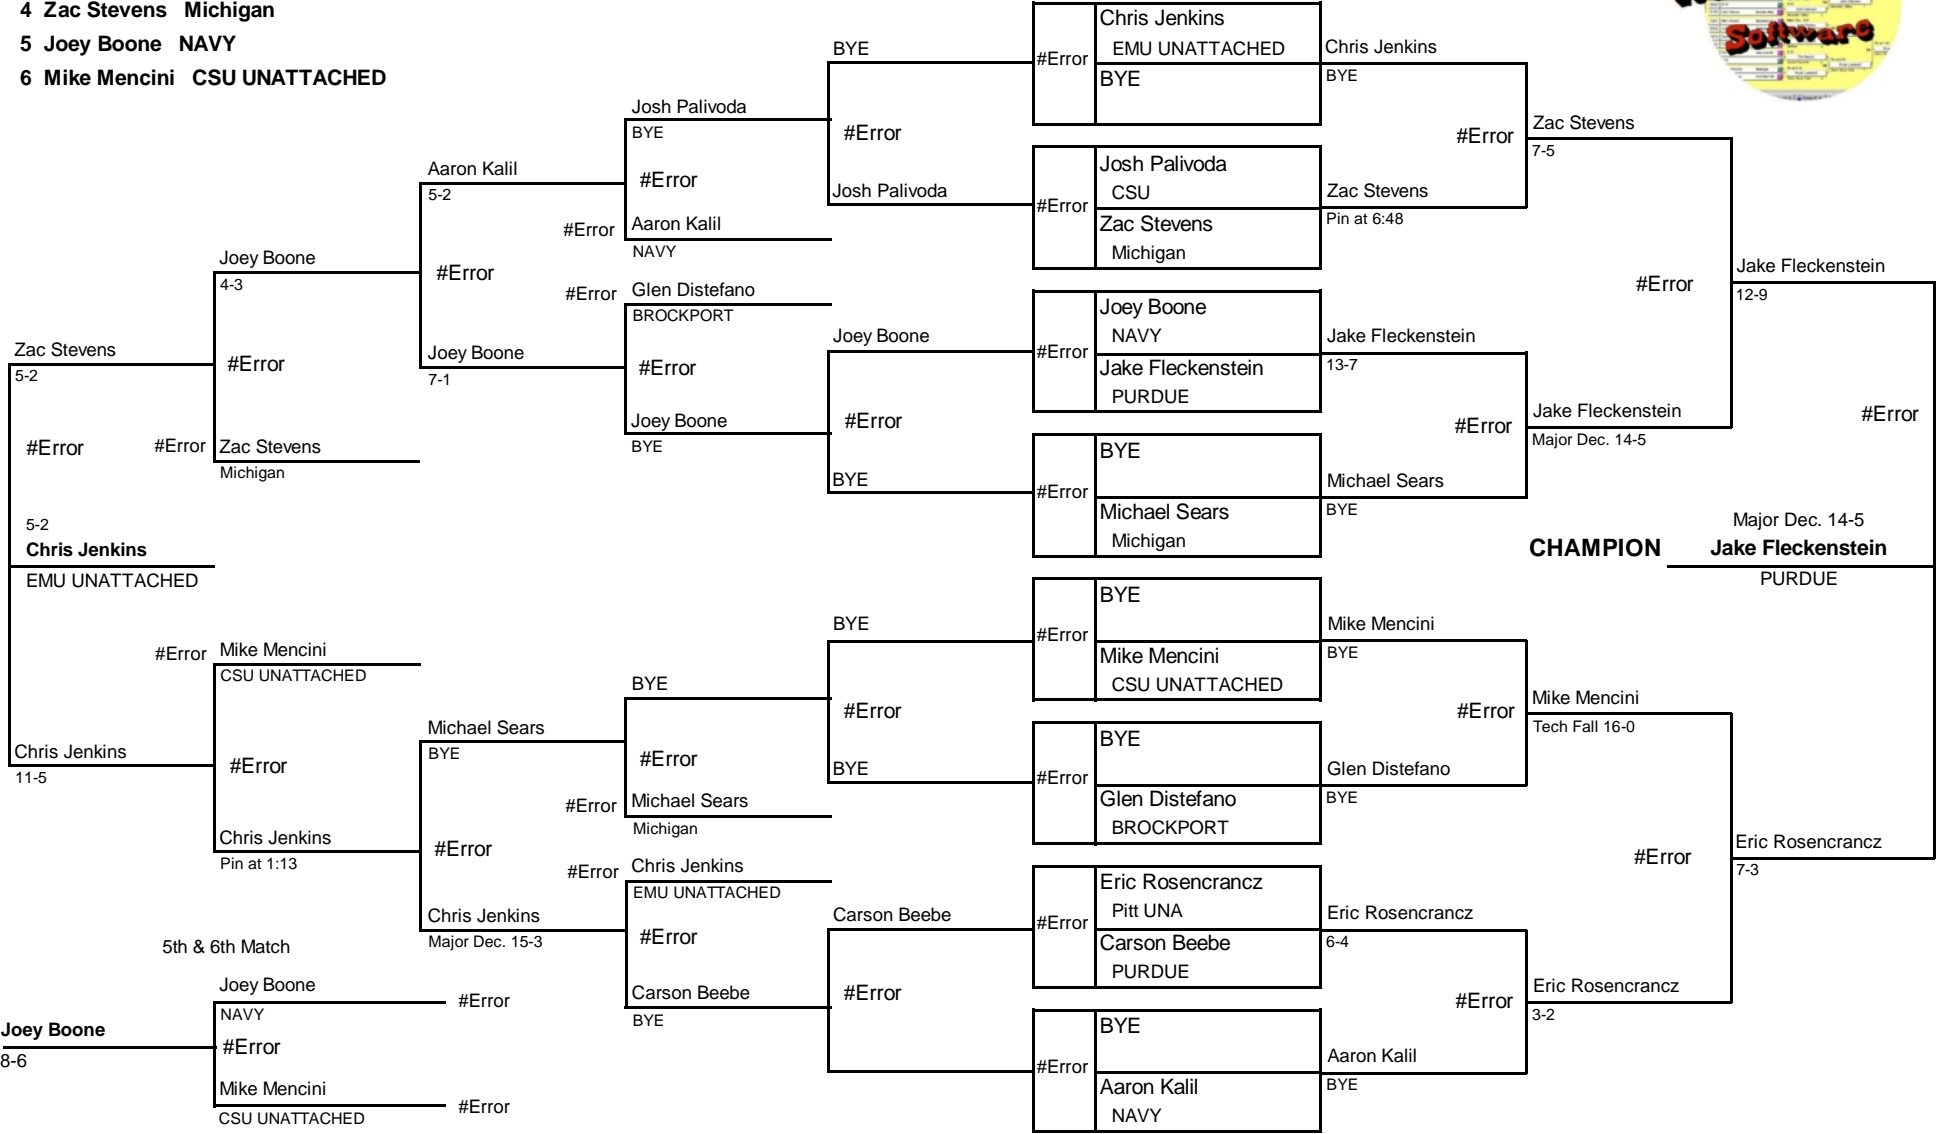 4 Zac Stevens Michigan
5 Joey Boone NAVY
6 Mike Mencini CSU UNATTACHED
Software
Zac Stevens
5-2
#Error
5-2
Chris Jenkins
EMU UNATTACHED
Chris Jenkins
11-5
5th & 6th Match
Joey Boone
8-6
Joey Boone
4-3
#Error
#Error
Zac Stevens
Michigan
#Error
Mike Mencini
CSU UNATTACHED
#Error
Chris Jenkins
Pin at 1:13
Joey Boone
NAVY
#Error
#Error
Mike Mencini
CSU UNATTACHED
#Error
Aaron Kalil
5-2
#Error
Joey Boone
7-1
Michael Sears
BYE
#Error
Chris Jenkins
Major Dec. 15-3
Josh Palivoda
BYE
#Error
#Error
Aaron Kalil
NAVY
#Error
Glen Distefano
BROCKPORT
#Error
Joey Boone
BYE
BYE
#Error
#Error
Michael Sears
Michigan
#Error
Chris Jenkins
EMU UNATTACHED
#Error
Carson Beebe
BYE
BYE
#Error
Josh Palivoda
Joey Boone
#Error
BYE
BYE
#Error
BYE
Carson Beebe
#Error
#Error
Chris Jenkins
EMU UNATTACHED
BYE
#Error
Josh Palivoda
CSU
Zac Stevens
Michigan
#Error
Joey Boone
NAVY
Jake Fleckenstein
PURDUE
#Error
BYE
Michael Sears
Michigan
#Error
BYE
Mike Mencini
CSU UNATTACHED
#Error
BYE
Glen Distefano
BROCKPORT
#Error
Eric Rosencrancz
Pitt UNA
Carson Beebe
PURDUE
#Error
BYE
Aaron Kalil
NAVY
Chris Jenkins
BYE
#Error
Zac Stevens
Pin at 6:48
Jake Fleckenstein
13-7
#Error
Michael Sears
BYE
Mike Mencini
BYE
#Error
Glen Distefano
BYE
Eric Rosencrancz
6-4
#Error
Aaron Kalil
BYE
Zac Stevens
7-5
#Error
Jake Fleckenstein
Major Dec. 14-5
Mike Mencini
Tech Fall 16-0
#Error
Eric Rosencrancz
3-2
Jake Fleckenstein
12-9
#Error
Major Dec. 14-5
CHAMPION Jake Fleckenstein
PURDUE
Eric Rosencrancz
7-3